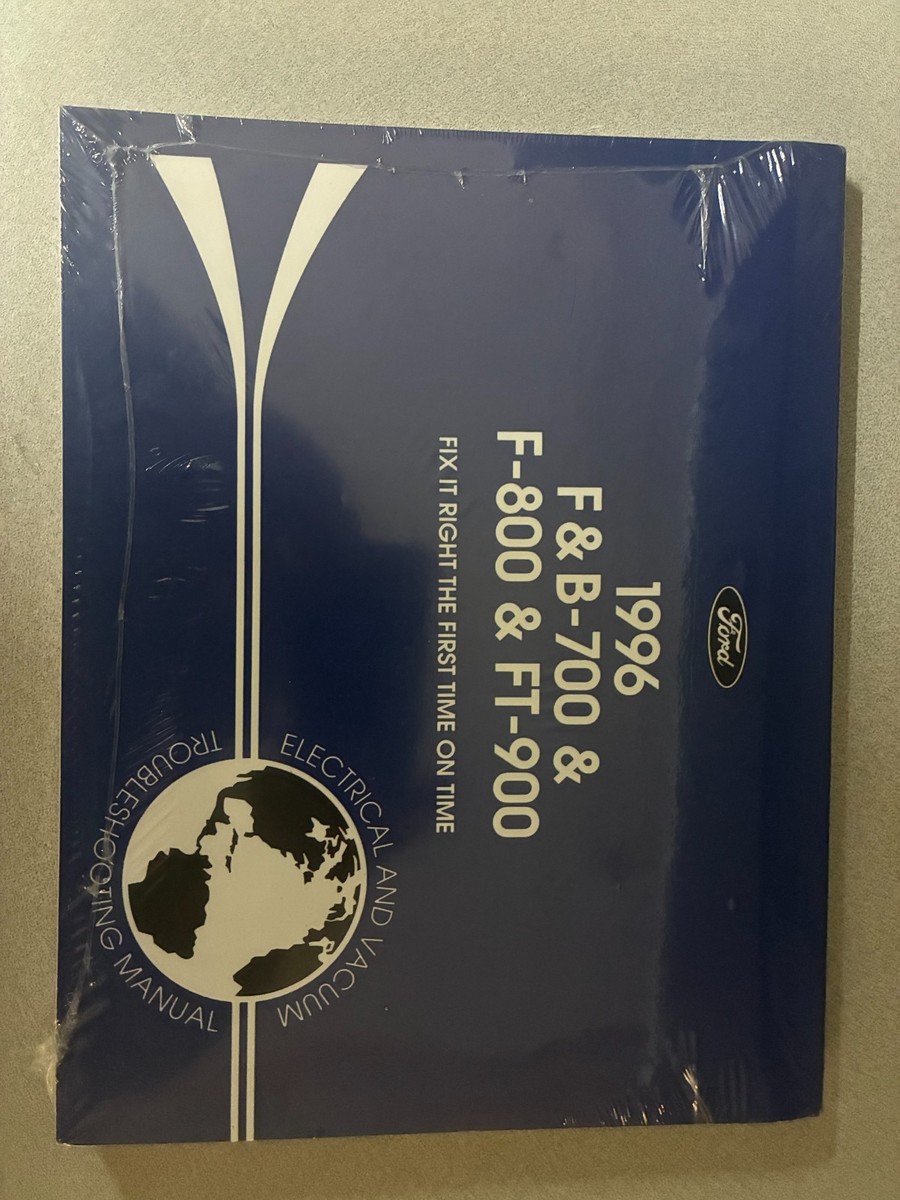 Ford
1996
F & B-700 &
F-800 & FT-900
FIX IT RIGHT THE FIRST TIME ON TIME
ELECTRICAL AND VACUUM
TROUBLESHOOTING MANUAL